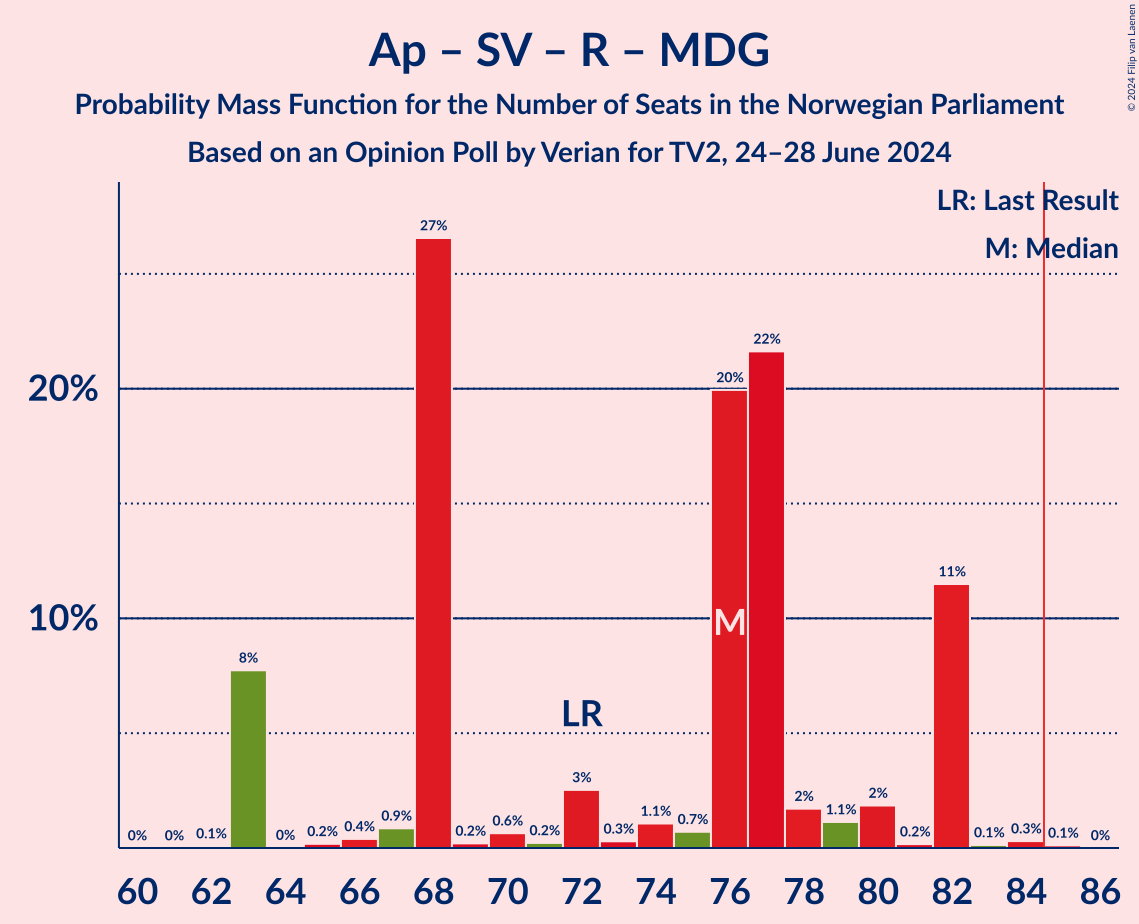 Ap – SV – R – MDG
Probability Mass Function for the Number of Seats in the Norwegian Parliament
Based on an Opinion Poll by Verian for TV2, 24–28 June 2024
© 2024 Filip van Laenen
LR: Last Result
M: Median
20%
10%
0% 0% 0.1% 8% 0% 0.2% 0.4% 0.9% 27% 0.2% 0.6% 0.2% 3% 0.3% 1.1% 0.7% 20% 22% 2% 1.1% 2% 0.2% 11% 0.1% 0.3% 0.1% 0%
LR
M
60 62 64 66 68 70 72 74 76 78 80 82 84 86